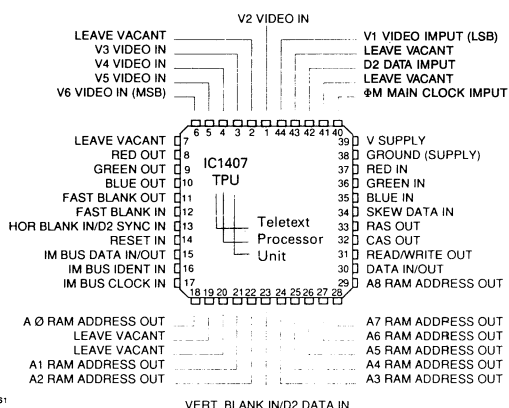 V2 VIDEO IN
LEAVE VACANT
V3 VIDEO IN
V4 VIDEO IN
V5 VIDEO IN
V6 VIDEO IN (MSB)
V1 VIDEO IMPUT (LSB)
LEAVE VACANT
D2 DATA IMPUT
LEAVE VACANT
ΦM MAIN CLOCK IMPUT
6 5 4 3 2 1 44 43 42 41 40
LEAVE VACANT 7
RED OUT 8
GREEN OUT 9
BLUE OUT 10
FAST BLANK OUT 11
FAST BLANK IN 12
HOR BLANK IN/D2 SYNC IN 13
RESET IN 14
IM BUS DATA IN/OUT 15
IM BUS IDENT IN 16
IM BUS CLOCK IN 17
IC1407
TPU
Teletext
Processor
Unit
39 V SUPPLY
38 GROUND (SUPPLY)
37 RED IN
36 GREEN IN
35 BLUE IN
34 SKEW DATA IN
33 RAS OUT
32 CAS OUT
31 READ/WRITE OUT
30 DATA IN/OUT
29 A8 RAM ADDRESS OUT
18 19 20 21 22 23 24 25 26 27 28
A Ø RAM ADDRESS OUT
LEAVE VACANT
LEAVE VACANT
A1 RAM ADDRESS OUT
A2 RAM ADDRESS OUT
A7 RAM ADDRESS OUT
A6 RAM ADDRESS OUT
A5 RAM ADDRESS OUT
A4 RAM ADDRESS OUT
A3 RAM ADDRESS OUT
VERT. BLANK IN/D2 DATA IN